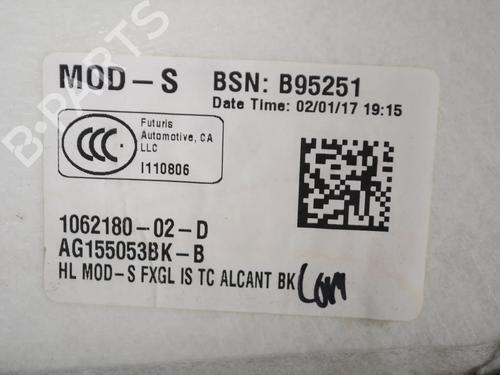 MOD-S BSN: B95251
Date Time: 02/01/17 19:15
CCC
Futuris
Automotive, CA
LLC
I110806
1062180-02-D
AG155053BK-B
HL MOD-S FXGL IS TC ALCANT BK
B-PARTS